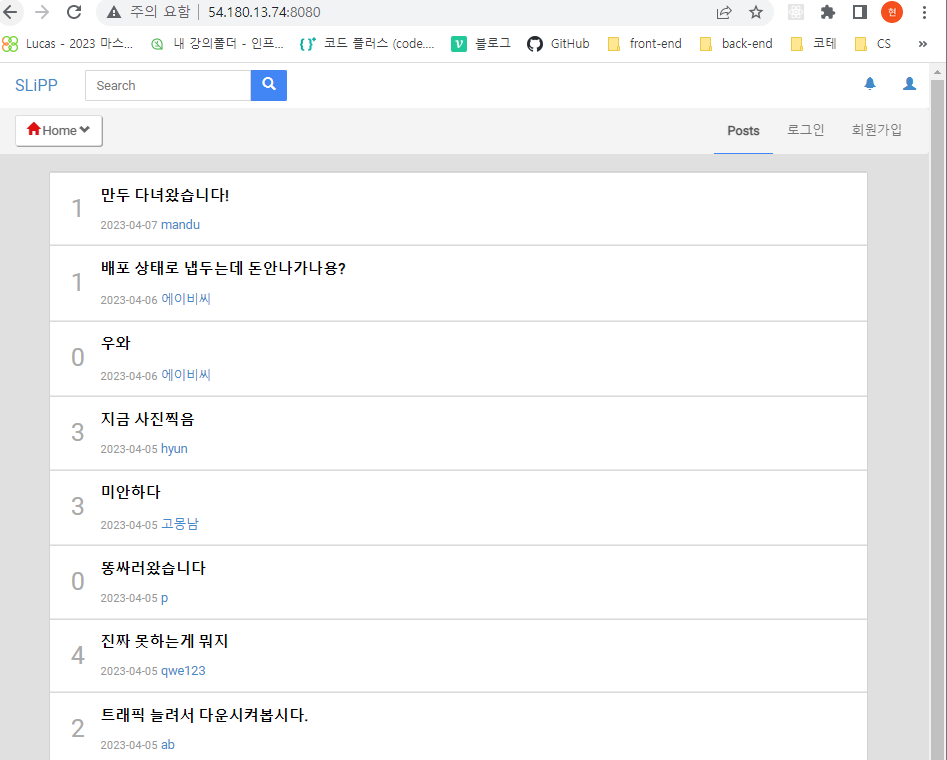 주의 요함 54.180.13.74:8080 현
Lucas - 2023 마스... 내 강의폴더 - 인프... 코드 플러스 (code.... 블로그 GitHub front-end back-end 코테 CS »
SLiPP Search
Home Posts 로그인 회원가입
1 만두 다녀왔습니다!
2023-04-07 mandu
1 배포 상태로 냅두는데 돈안나가나용?
2023-04-06 에이비씨
0 우와
2023-04-06 에이비씨
3 지금 사진찍음
2023-04-05 hyun
3 미안하다
2023-04-05 고몽남
0 똥싸러왔습니다
2023-04-05 p
4 진짜 못하는게 뭐지
2023-04-05 qwe123
2 트래픽 늘려서 다운시켜봅시다.
2023-04-05 ab